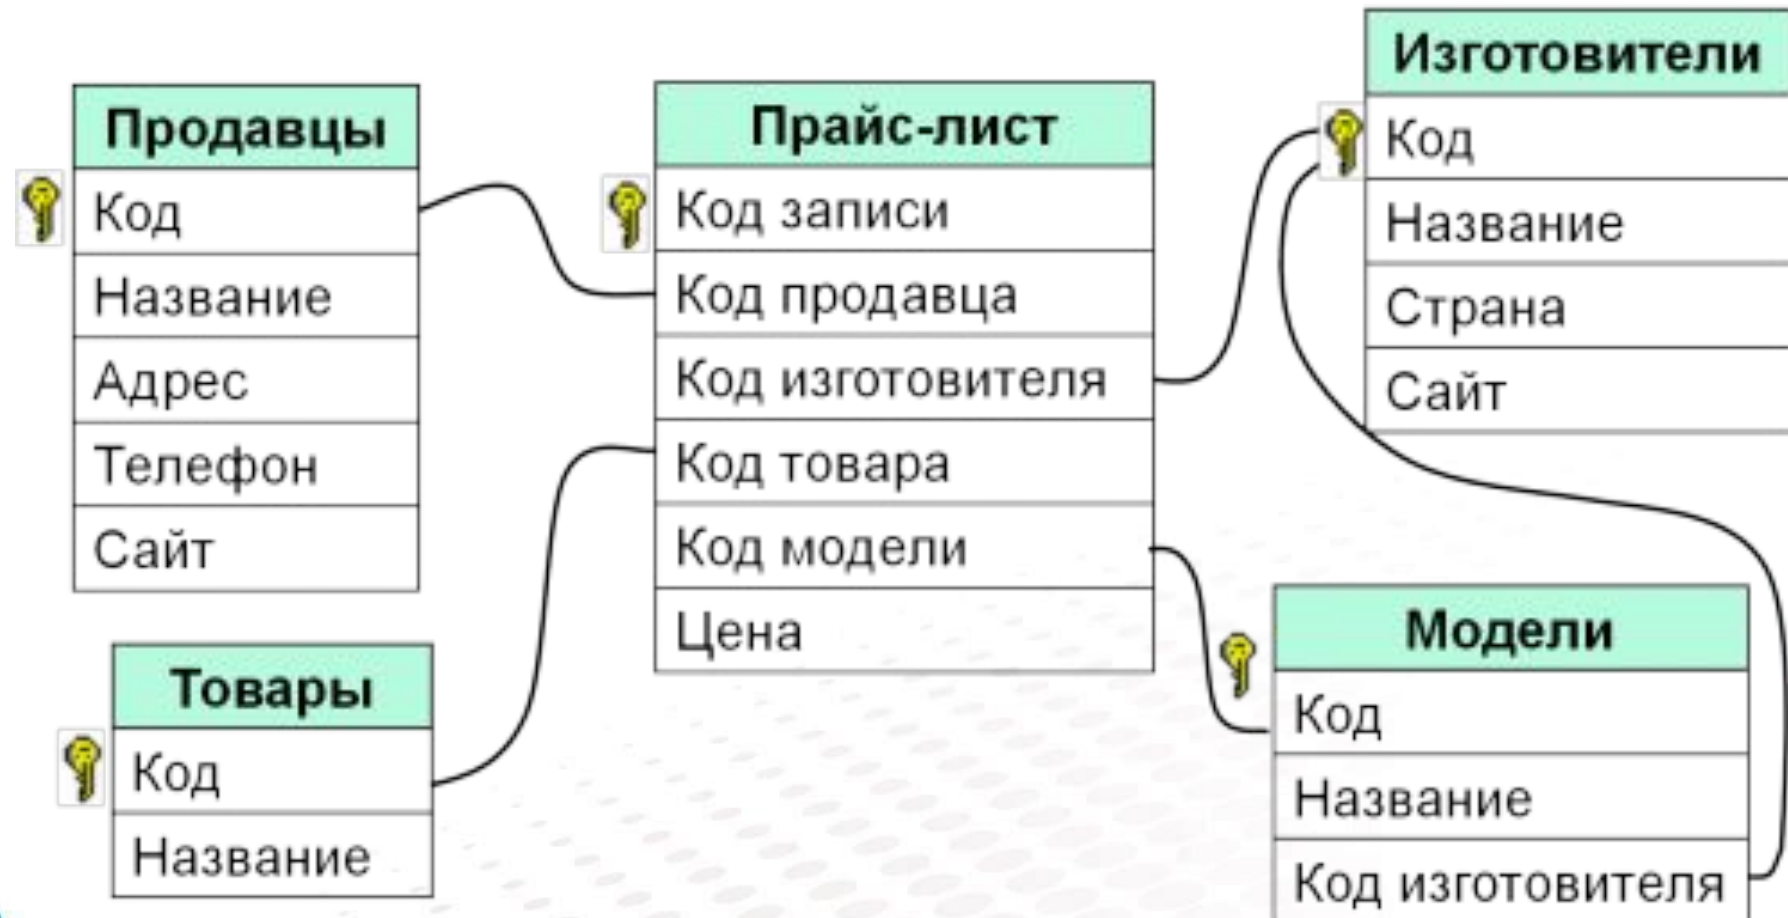 Продавцы
Код
Название
Адрес
Телефон
Сайт
Товары
Код
Название
Прайс-лист
Код записи
Код продавца
Код изготовителя
Код товара
Код модели
Цена
Изготовители
Код
Название
Страна
Сайт
Модели
Код
Название
Код изготовителя